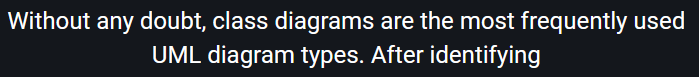 Without any doubt, class diagrams are the most frequently used
UML diagram types. After identifying